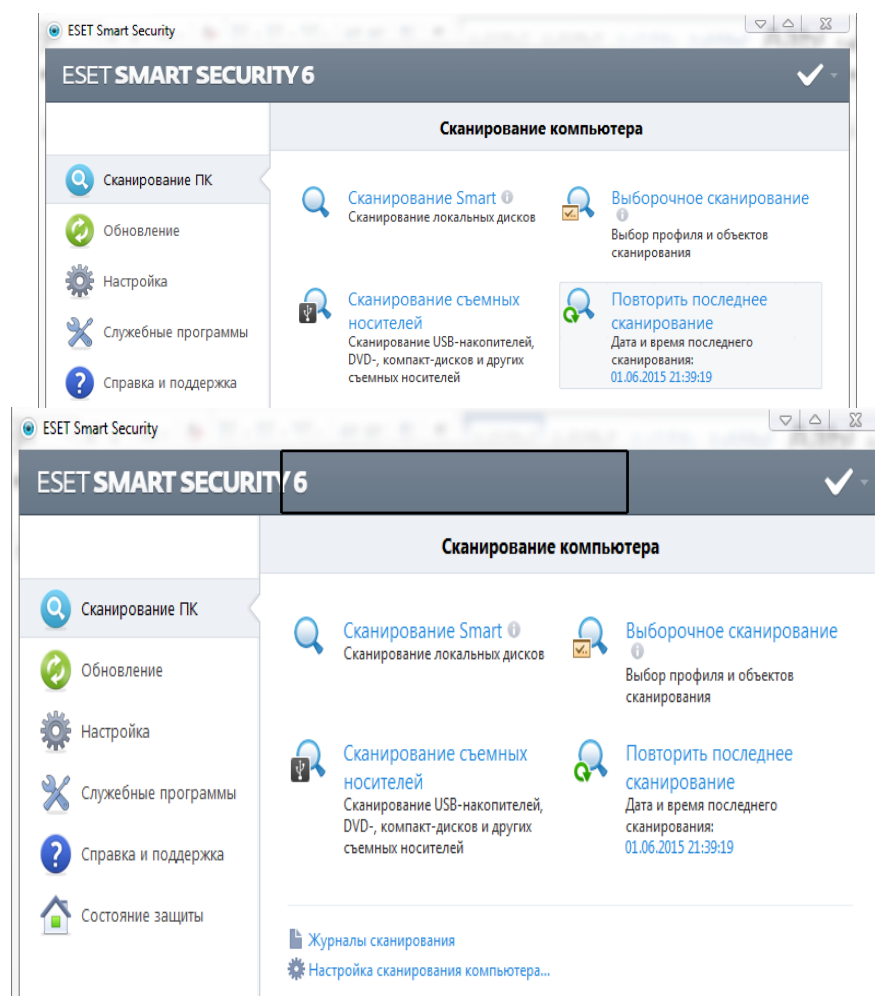 ESET Smart Security
ESET SMART SECURITY 6
Сканирование компьютера
Сканирование ПК
Обновление
Настройка
Служебные программы
Справка и поддержка
Сканирование Smart
Сканирование локальных дисков
Выборочное сканирование
Выбор профиля и объектов
сканирования
Сканирование съемных
носителей
Сканирование USB-накопителей,
DVD-, компакт-дисков и других
съемных носителей
Повторить последнее
сканирование
Дата и время последнего
сканирования:
01.06.2015 21:39:19
ESET Smart Security
ESET SMART SECURITY 6
Сканирование компьютера
Сканирование ПК
Обновление
Настройка
Служебные программы
Справка и поддержка
Состояние защиты
Сканирование Smart
Сканирование локальных дисков
Выборочное сканирование
Выбор профиля и объектов
сканирования
Сканирование съемных
носителей
Сканирование USB-накопителей,
DVD-, компакт-дисков и других
съемных носителей
Повторить последнее
сканирование
Дата и время последнего
сканирования:
01.06.2015 21:39:19
Журналы сканирования
Настройка сканирования компьютера...